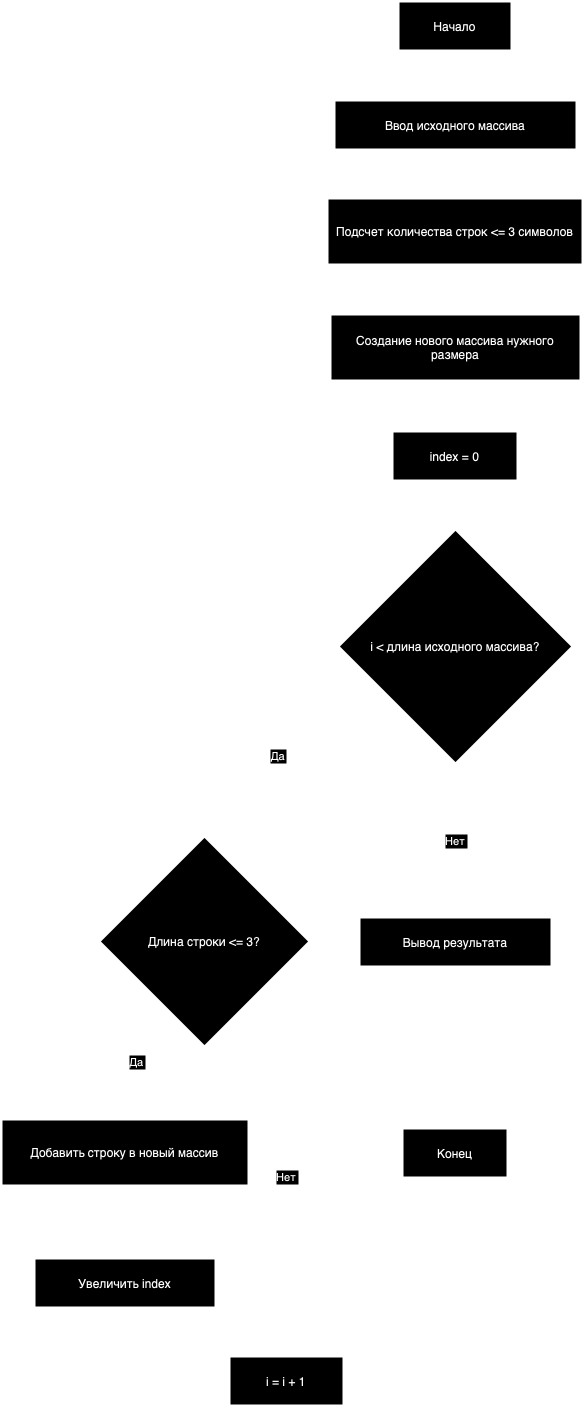 Начало
Ввод исходного массива
Подсчет количества строк <= 3 символов
Создание нового массива нужного
размера
index = 0
i < длина исходного массива?
Да
Нет
Длина строки <= 3?
Вывод результата
Да
Добавить строку в новый массив
Конец
Нет
Увеличить index
i = i + 1